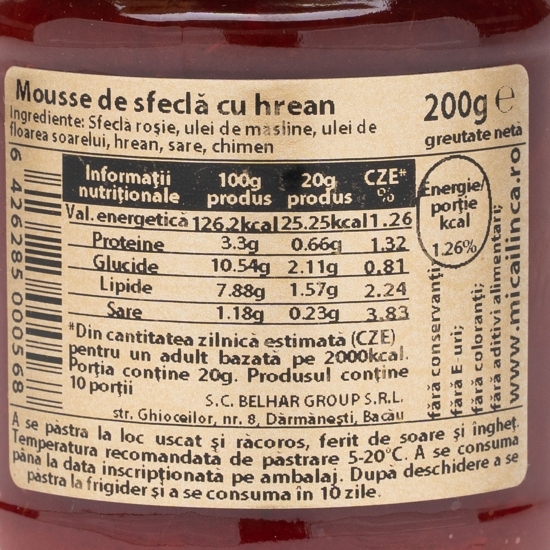 Mousse de sfeclă cu hrean
200g e
greutate netă
Ingrediente: Sfeclă roșie, ulei de masline, ulei de
floarea soarelui, hrean, sare, chimen
Informații nutriționale 100g produs 20g produs CZE* %
Val. energetică 126.2kcal 25.25kcal 1.26
Proteine 3.3g 0.66g 1.32
Glucide 10.54g 2.11g 0.81
Lipide 7.88g 1.57g 2.24
Sare 1.18g 0.23g 3.83
*Din cantitatea zilnică estimată (CZE)
pentru un adult bazată pe 2000kcal.
Porția conține 20g. Produsul conține
10 porții
S.C. BELHAR GROUP S.R.L.
str. Ghioceilor, nr. 8, Dărmănești, Bacău
Energie/
porție
kcal
1.26%
fără conservanți;
fără E-uri;
fără coloranți;
fără aditivi alimentari;
www.micailinca.ro
6 426285 000568
A se păstra la loc uscat și răcoros, ferit de soare și îngheț.
Temperatura recomandată de păstrare 5-20°C. A se consuma
până la data inscripționată pe ambalaj. După deschidere a se
păstra la frigider și a se consuma în 10 zile.